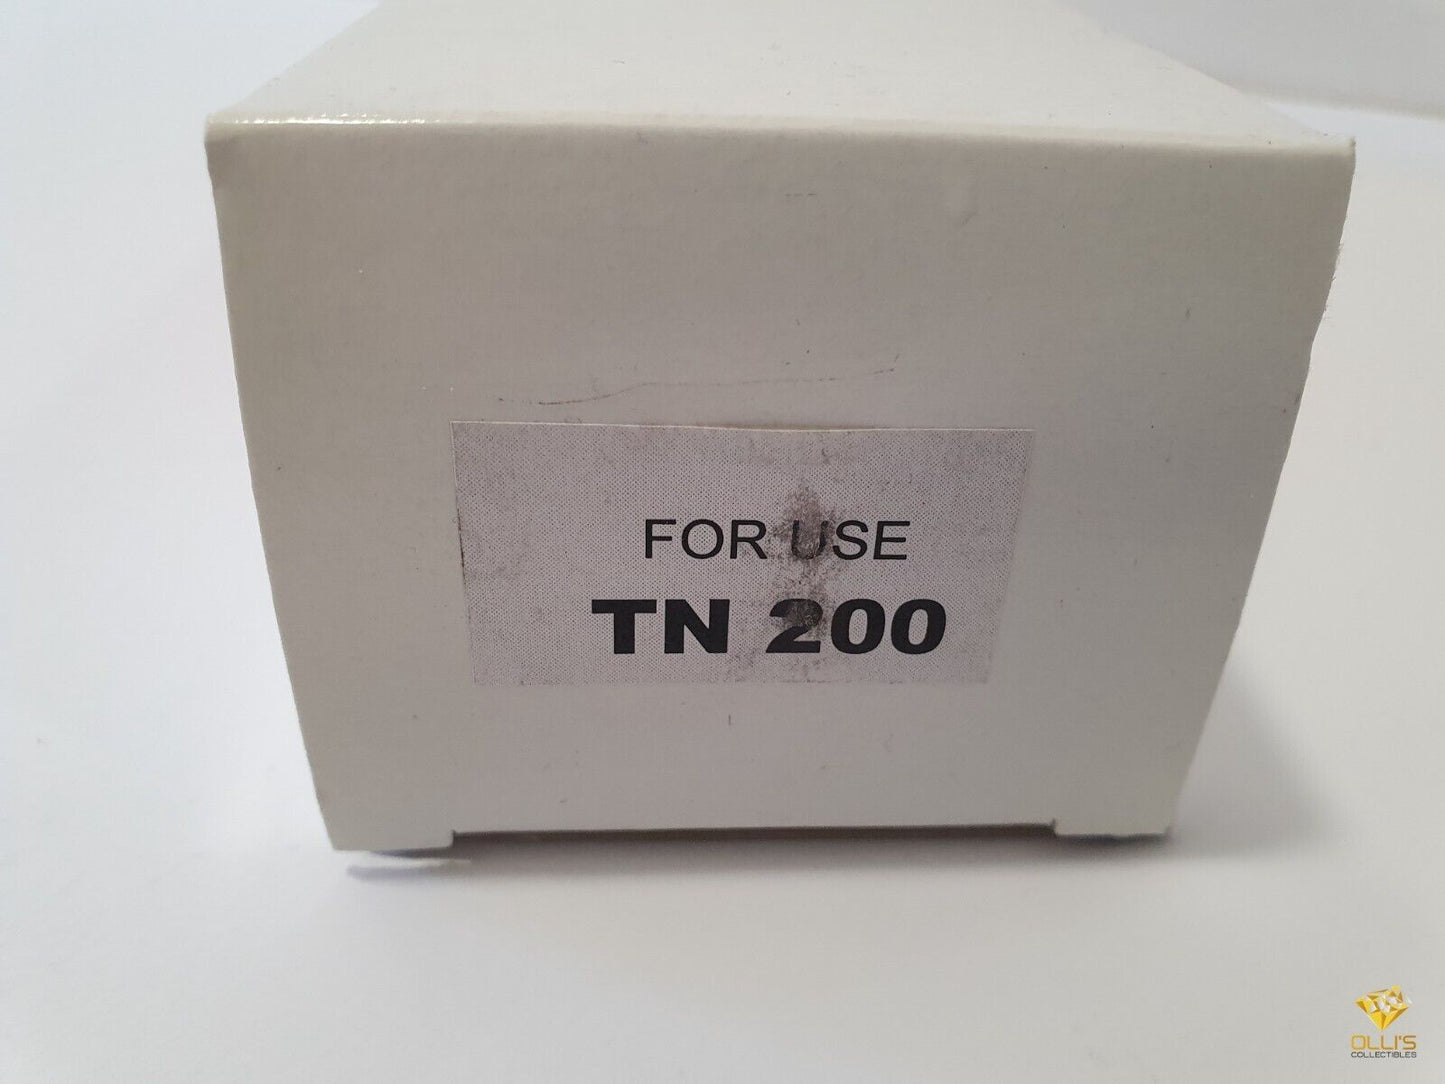 FOR USE
TN 200
OLLI'S
COLLECTIBLES